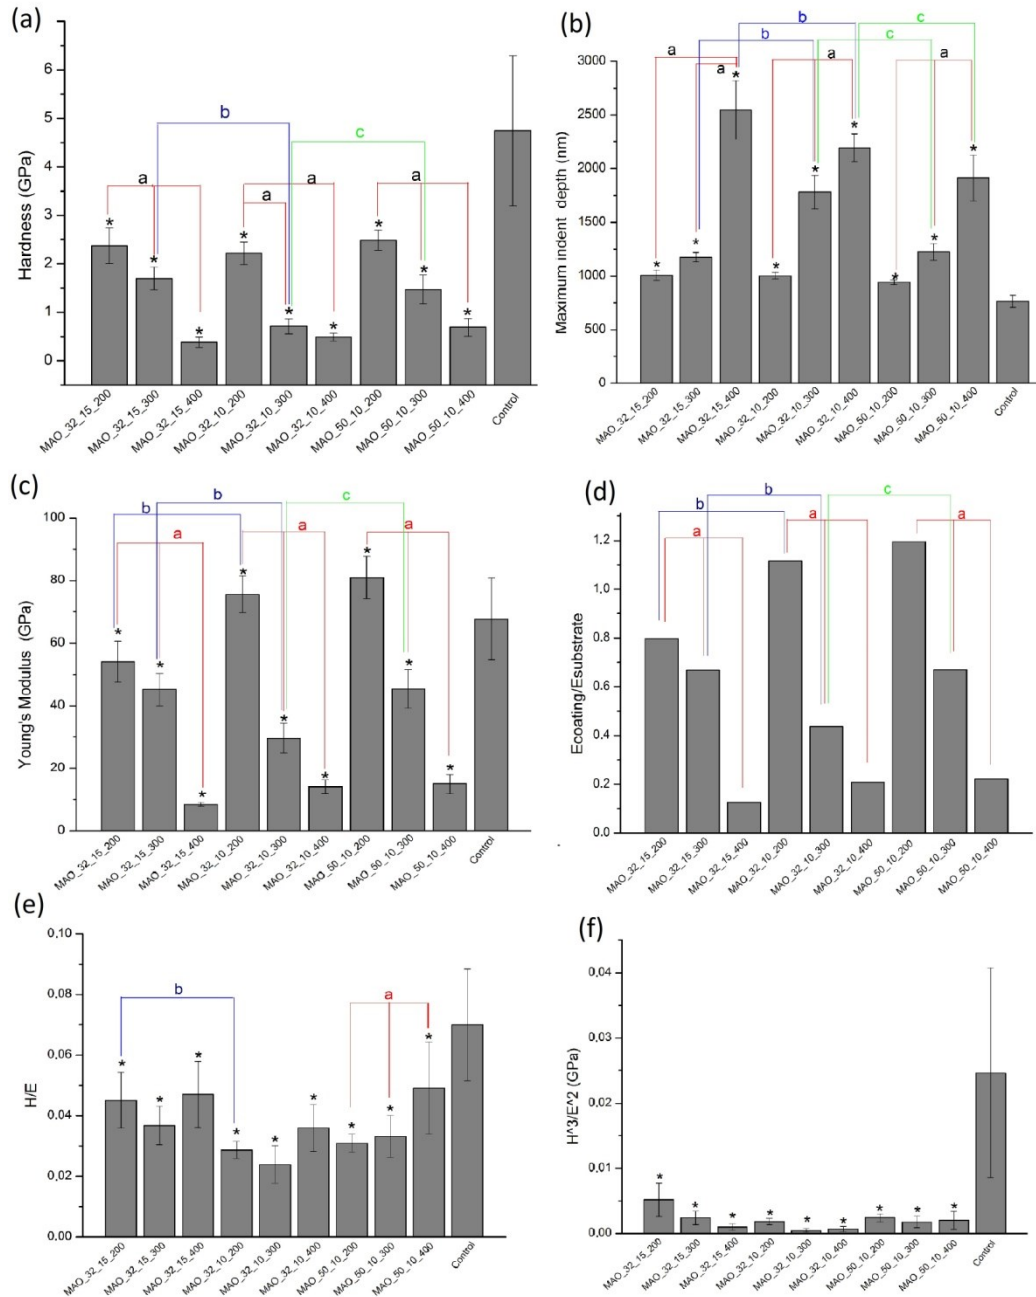 (a)
b
c
a
a
a
a
Hardness (GPa)
6
5
4
3
2
1
0
* * * * * * * * *
MAO_32_15_200
MAO_32_15_300
MAO_32_15_400
MAO_32_10_200
MAO_32_10_300
MAO_32_10_400
MAO_50_10_200
MAO_50_10_300
MAO_50_10_400
Control
(b)
b
c
b
c
a
a
a
a
Maximum indent depth (nm)
3000
2500
2000
1500
1000
750
500
250
0
* * * * * * * * *
MAO_32_15_200
MAO_32_15_300
MAO_32_15_400
MAO_32_10_200
MAO_32_10_300
MAO_32_10_400
MAO_50_10_200
MAO_50_10_300
MAO_50_10_400
Control
(c)
b
b
c
a
a
a
Young's Modulus (GPa)
100
80
60
40
20
0
* * * * * * * * *
MAO_32_15_200
MAO_32_15_300
MAO_32_15_400
MAO_32_10_200
MAO_32_10_300
MAO_32_10_400
MAO_50_10_200
MAO_50_10_300
MAO_50_10_400
Control
(d)
b
b
c
a
a
a
Ecoating/Esubstrate
1.2
1.0
0.8
0.6
0.4
0.2
0.0
MAO_32_15_200
MAO_32_15_300
MAO_32_15_400
MAO_32_10_200
MAO_32_10_300
MAO_32_10_400
MAO_50_10_200
MAO_50_10_300
MAO_50_10_400
(e)
b
a
H/E
0,10
0,08
0,06
0,04
0,02
0,00
* * * * * * * * *
MAO_32_15_200
MAO_32_15_300
MAO_32_15_400
MAO_32_10_200
MAO_32_10_300
MAO_32_10_400
MAO_50_10_200
MAO_50_10_300
MAO_50_10_400
Control
(f)
H^3/E^2 (GPa)
0,04
0,03
0,02
0,01
0,00
* * * * * * * * *
MAO_32_15_200
MAO_32_15_300
MAO_32_15_400
MAO_32_10_200
MAO_32_10_300
MAO_32_10_400
MAO_50_10_200
MAO_50_10_300
MAO_50_10_400
Control